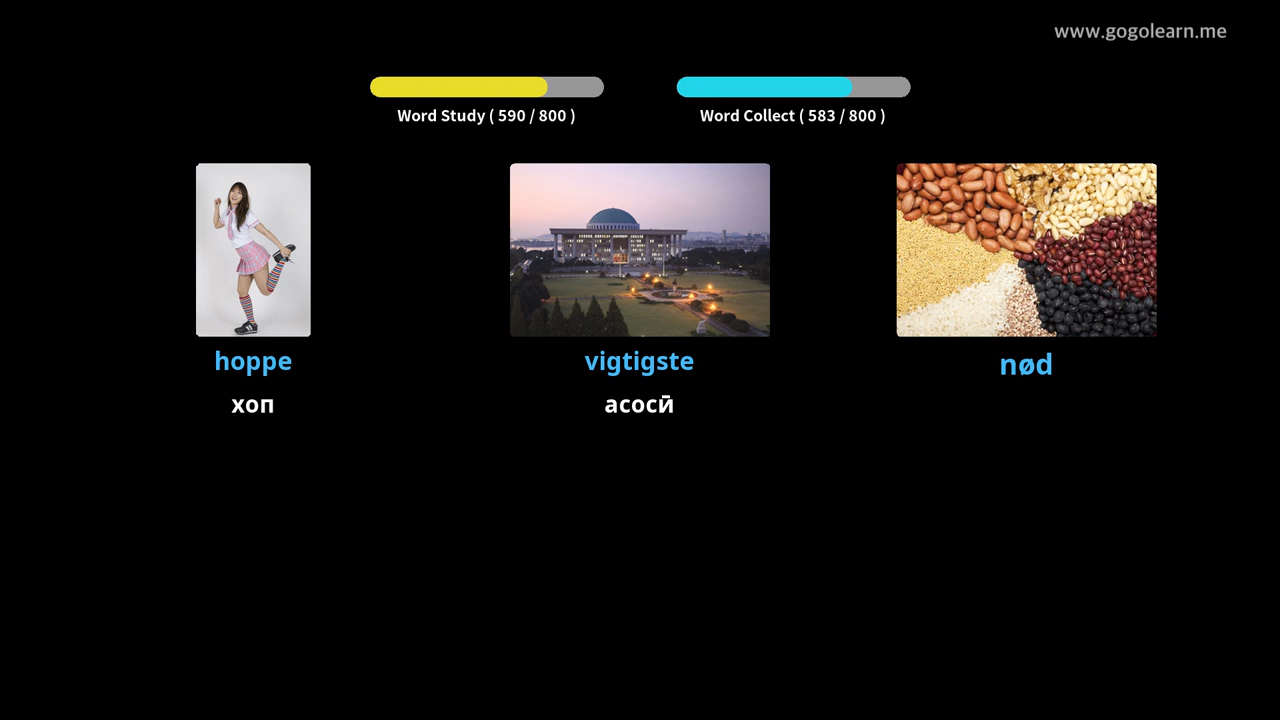 www.gogolearn.me
Word Study ( 590 / 800 )
Word Collect ( 583 / 800 )
hoppe
vigtigste
nød
хоп
асосӣ